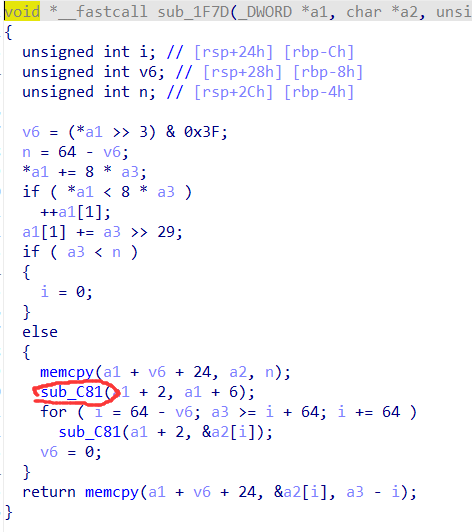 void *__fastcall sub_1F7D(_DWORD *a1, char *a2, unsi
{
unsigned int i; // [rsp+24h] [rbp-Ch]
unsigned int v6; // [rsp+28h] [rbp-8h]
unsigned int n; // [rsp+2Ch] [rbp-4h]
v6 = (*a1 >> 3) & 0x3F;
n = 64 - v6;
*a1 += 8 * a3;
if ( *a1 < 8 * a3 )
++a1[1];
a1[1] += a3 >> 29;
if ( a3 < n )
{
i = 0;
}
else
{
memcpy(a1 + v6 + 24, a2, n);
sub_C81(a1 + 2, a1 + 6);
for ( i = 64 - v6; a3 >= i + 64; i += 64 )
sub_C81(a1 + 2, &a2[i]);
v6 = 0;
}
return memcpy(a1 + v6 + 24, &a2[i], a3 - i);
}